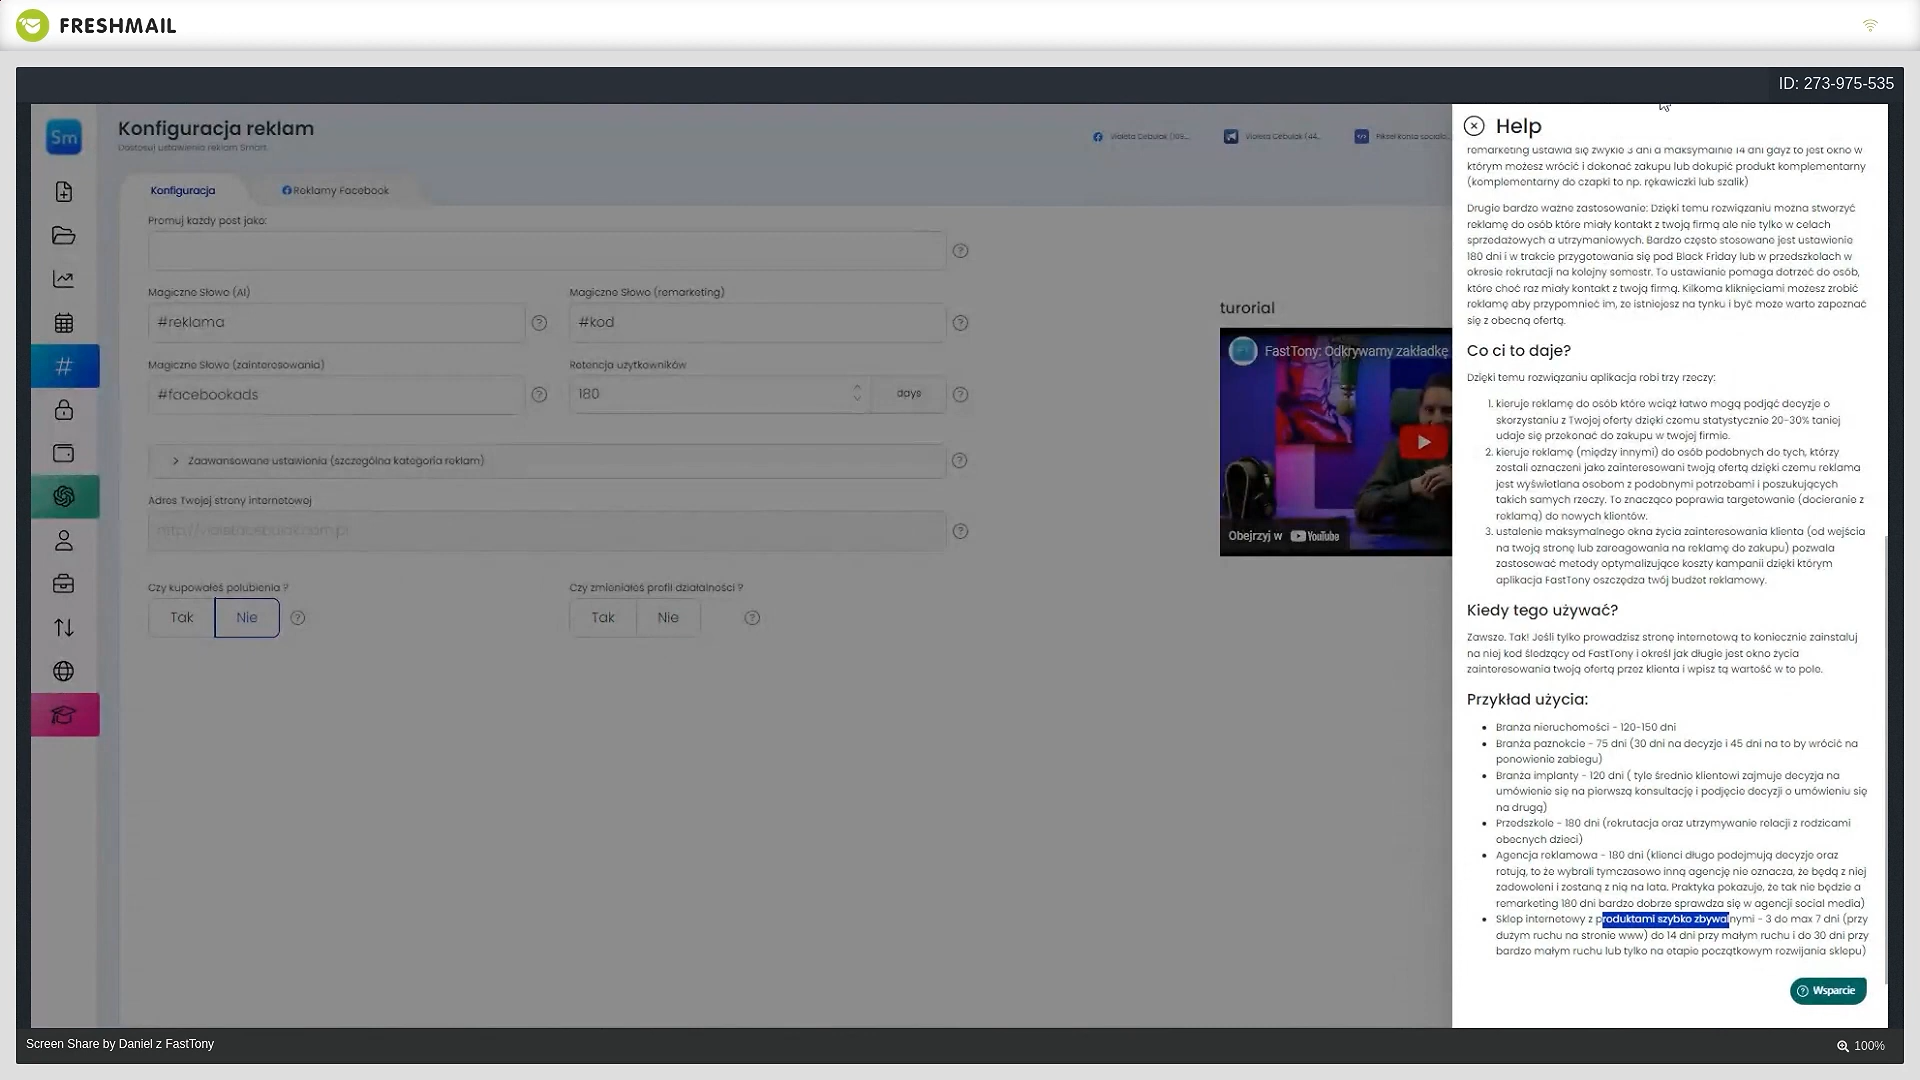 FRESHMAIL
ID: 273-975-535
Sm
Konfiguracja reklam
Dostosuj ustawienia reklam Smart.
Violeta Cebulak (109...
Violeta Cebulak (44...
Piksel konta socjalo...
Konfiguracja
Reklamy Facebook
Promuj każdy post jako:
Magiczne Słowo (AI)
Magiczne Słowo (remarketing)
#reklama
#kod
Magiczne Słowo (zainteresowania)
Retencja użytkowników
#facebookads
180
days
Zaawansowane ustawienia (szczególna kategoria reklam)
Adres Twojej strony internetowej
http://violetacebulak.com.pl
Czy kupowałeś polubienia ?
Czy zmieniałeś profil działalności ?
Tak
Nie
Tak
Nie
turorial
FastTony: Odkrywamy zakładkę
Obejrzyj w YouTube
Help
remarketing ustawia się zwykle 3 dni a maksymalnie 14 dni gdyż to jest okno w
którym możesz wrócić i dokonać zakupu lub dokupić produkt komplementarny
(komplementarny do czapki to np. rękawiczki lub szalik)
Drugie bardzo ważne zastosowanie: Dzięki temu rozwiązaniu można stworzyć
reklamę do osób które miały kontakt z twoją firmą ale nie tylko w celach
sprzedażowych a utrzymaniowych. Bardzo często stosowane jest ustawienie
180 dni i w trakcie przygotowania się pod Black Friday lub w przedszkolach w
okresie rekrutacji na kolejny semestr. To ustawianie pomaga dotrzeć do osób,
które choć raz miały kontakt z twoją firmą. Kilkoma kliknięciami możesz zrobić
reklamę aby przypomnieć im, że istniejesz na rynku i być może warto zapoznać
się z obecną ofertą.
Co ci to daje?
Dzięki temu rozwiązaniu aplikacja robi trzy rzeczy:
1. kieruje reklamę do osób które wciąż łatwo mogą podjąć decyzje o
skorzystaniu z Twojej oferty dzięki czemu statystycznie 20-30% taniej
udaje się przekonać do zakupu w twojej firmie.
2. kieruje reklamę (między innymi) do osób podobnych do tych, którzy
zostali oznaczeni jako zainteresowani twoją ofertą dzięki czemu reklama
jest wyświetlana osobom z podobnymi potrzebami i poszukujących
takich samych rzeczy. To znacząco poprawia targetowanie (docieranie z
reklamą) do nowych klientów.
3. ustalenie maksymalnego okna życia zainteresowania klienta (od wejścia
na twoją stronę lub zareagowania na reklamę do zakupu) pozwala
zastosować metody optymalizujące koszty kampanii dzięki którym
aplikacja FastTony oszczędza twój budżet reklamowy.
Kiedy tego używać?
Zawsze. Tak! Jeśli tylko prowadzisz stronę internetową to koniecznie zainstaluj
na niej kod śledzący od FastTony i określ jak długie jest okno życia
zainteresowania twoją ofertą przez klienta i wpisz tą wartość w to pole.
Przykład użycia:
Branża nieruchomości - 120-150 dni
Branża paznokcie - 75 dni (30 dni na decyzje i 45 dni na to by wrócić na
ponowienie zabiegu)
Branża implanty - 120 dni ( tyle średnio klientowi zajmuje decyzja na
umówienie się na pierwszą konsultację i podjęcie decyzji o umówieniu się
na drugą)
Przedszkole - 180 dni (rekrutacja oraz utrzymywanie relacji z rodzicami
obecnych dzieci)
Agencja reklamowa - 180 dni (klienci długo podejmują decyzje oraz
rotują, to że wybrali tymczasowo inną agencję nie oznacza, że będą z niej
zadowoleni i zostaną z nią na lata. Praktyka pokazuje, że tak nie będzie a
remarketing 180 dni bardzo dobrze sprawdza się w agencji social media)
Sklep internetowy z produktami szybko zbywalnymi - 3 do max 7 dni (przy
dużym ruchu na stronie www) do 14 dni przy małym ruchu i do 30 dni przy
bardzo małym ruchu lub tylko na etapie początkowym rozwijania sklepu)
Wsparcie
Screen Share by Daniel z FastTony
100%